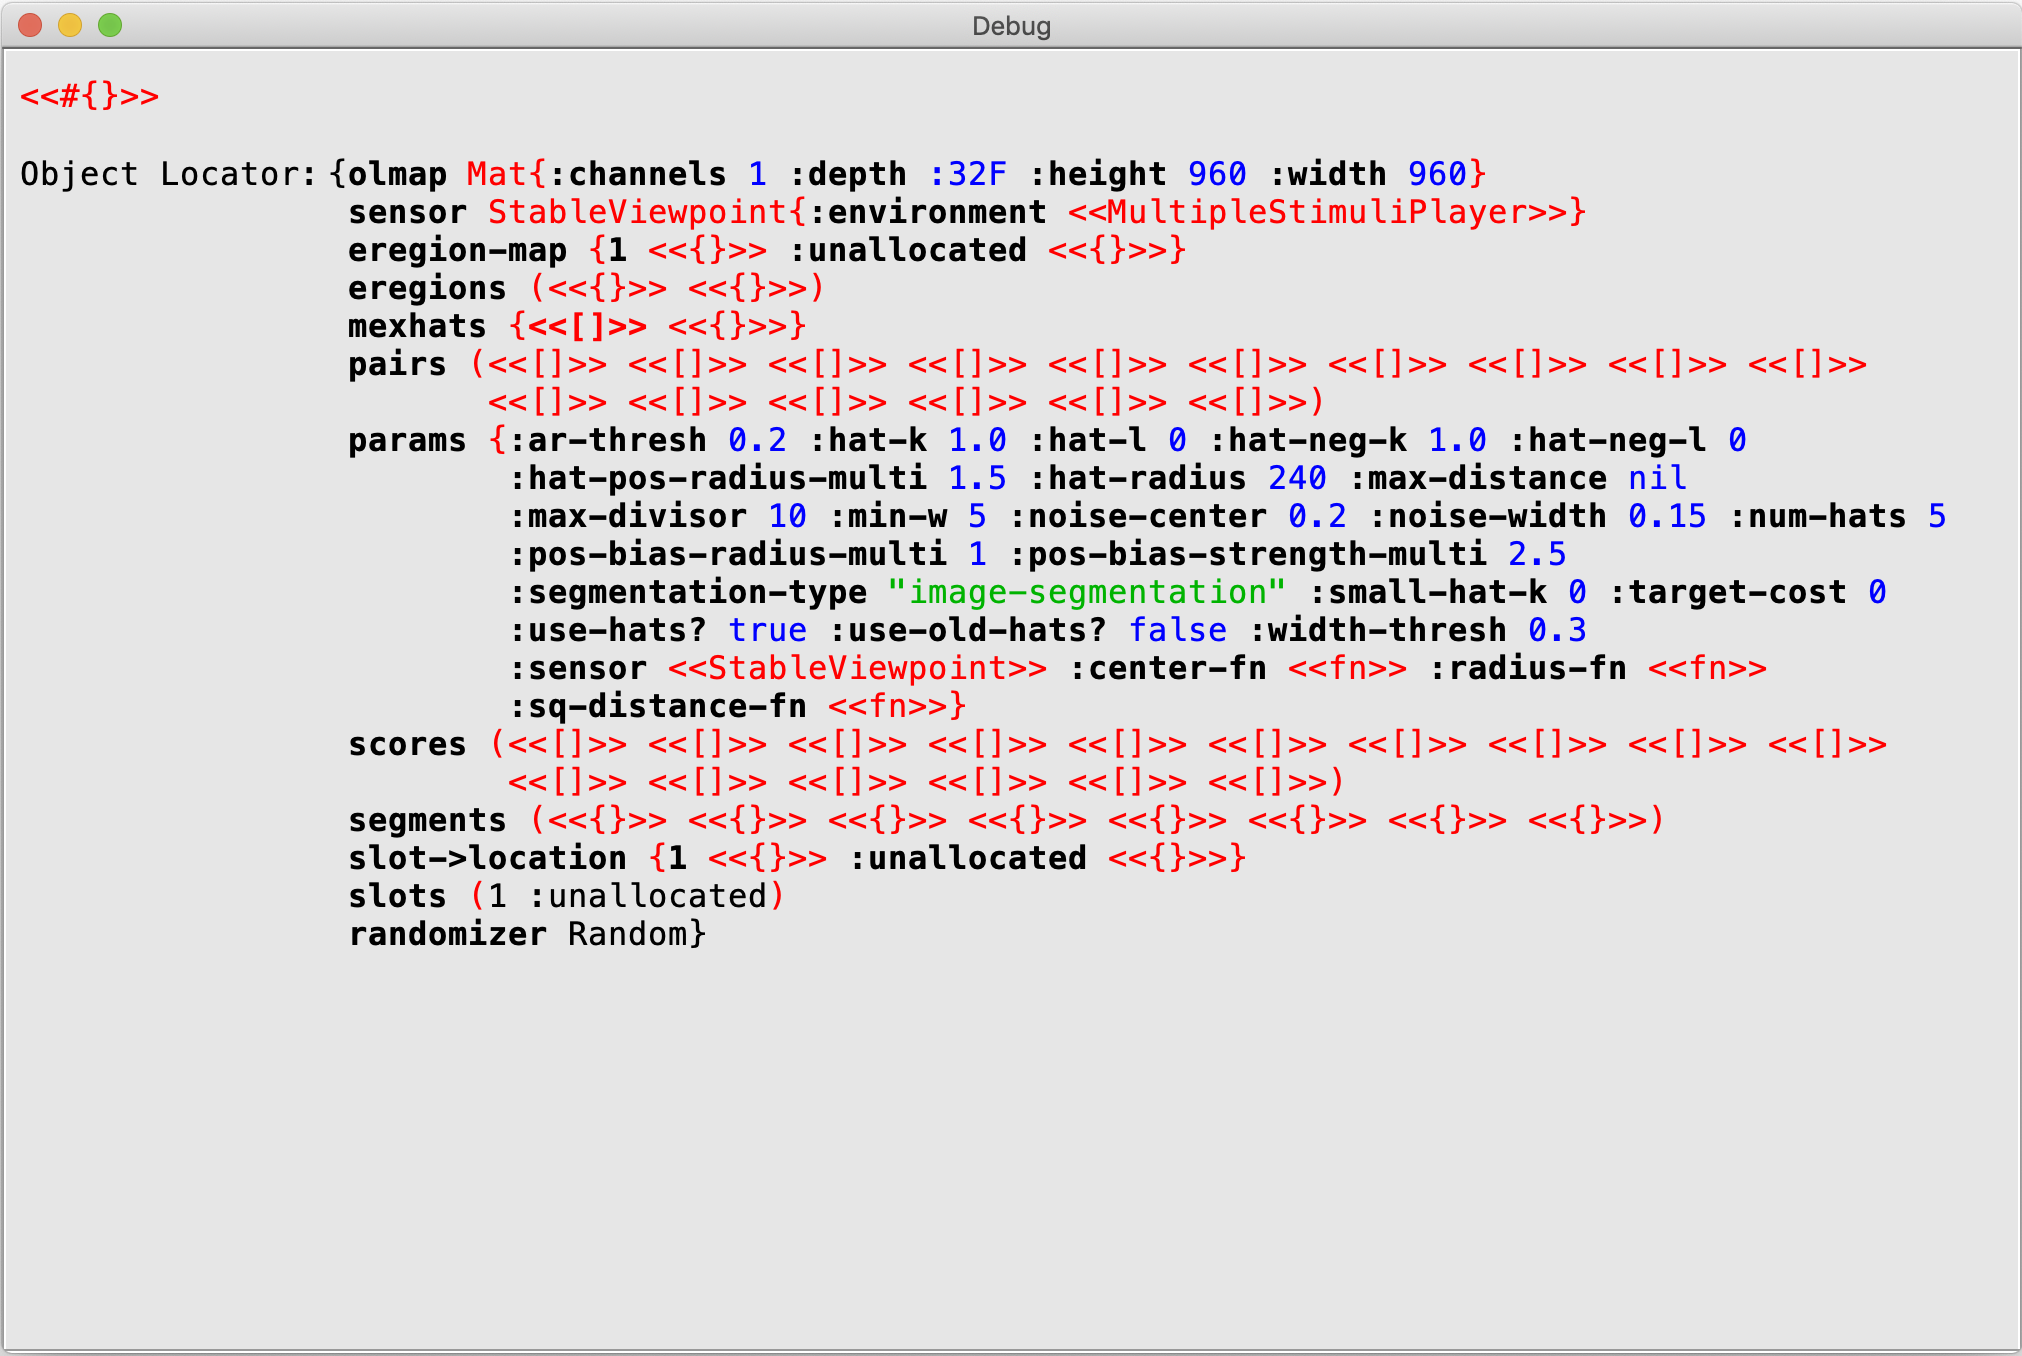 Debug
<<#{}>>
Object Locator: {olmap Mat{:channels 1 :depth :32F :height 960 :width 960}
sensor StableViewpoint{:environment <<MultipleStimuliPlayer>>}
eregion-map {1 <<{}>> :unallocated <<{}>>}
eregions (<<{}>> <<{}>>)
mexhats {<<[]>> <<{}>>}
pairs (<<[]>> <<[]>> <<[]>> <<[]>> <<[]>> <<[]>> <<[]>> <<[]>> <<[]>> <<[]>>
<<[]>> <<[]>> <<[]>> <<[]>> <<[]>> <<[]>>)
params {:ar-thresh 0.2 :hat-k 1.0 :hat-l 0 :hat-neg-k 1.0 :hat-neg-l 0
:hat-pos-radius-multi 1.5 :hat-radius 240 :max-distance nil
:max-divisor 10 :min-w 5 :noise-center 0.2 :noise-width 0.15 :num-hats 5
:pos-bias-radius-multi 1 :pos-bias-strength-multi 2.5
:segmentation-type "image-segmentation" :small-hat-k 0 :target-cost 0
:use-hats? true :use-old-hats? false :width-thresh 0.3
:sensor <<StableViewpoint>> :center-fn <<fn>> :radius-fn <<fn>>
:sq-distance-fn <<fn>>}
scores (<<[]>> <<[]>> <<[]>> <<[]>> <<[]>> <<[]>> <<[]>> <<[]>> <<[]>> <<[]>>
<<[]>> <<[]>> <<[]>> <<[]>> <<[]>> <<[]>>)
segments (<<{}>> <<{}>> <<{}>> <<{}>> <<{}>> <<{}>> <<{}>> <<{}>>)
slot->location {1 <<{}>> :unallocated <<{}>>}
slots (1 :unallocated)
randomizer Random}